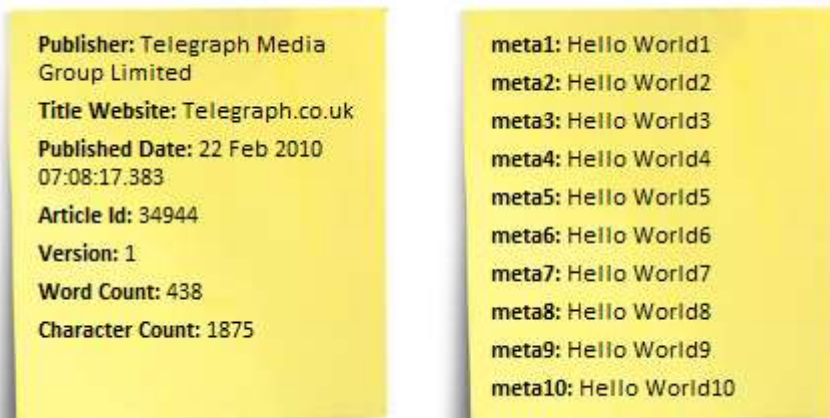 Publisher: Telegraph Media
Group Limited
Title Website: Telegraph.co.uk
Published Date: 22 Feb 2010
07:08:17.383
Article Id: 34944
Version: 1
Word Count: 438
Character Count: 1875
meta1: Hello World1
meta2: Hello World2
meta3: Hello World3
meta4: Hello World4
meta5: Hello World5
meta6: Hello World6
meta7: Hello World7
meta8: Hello World8
meta9: Hello World9
meta10: Hello World10